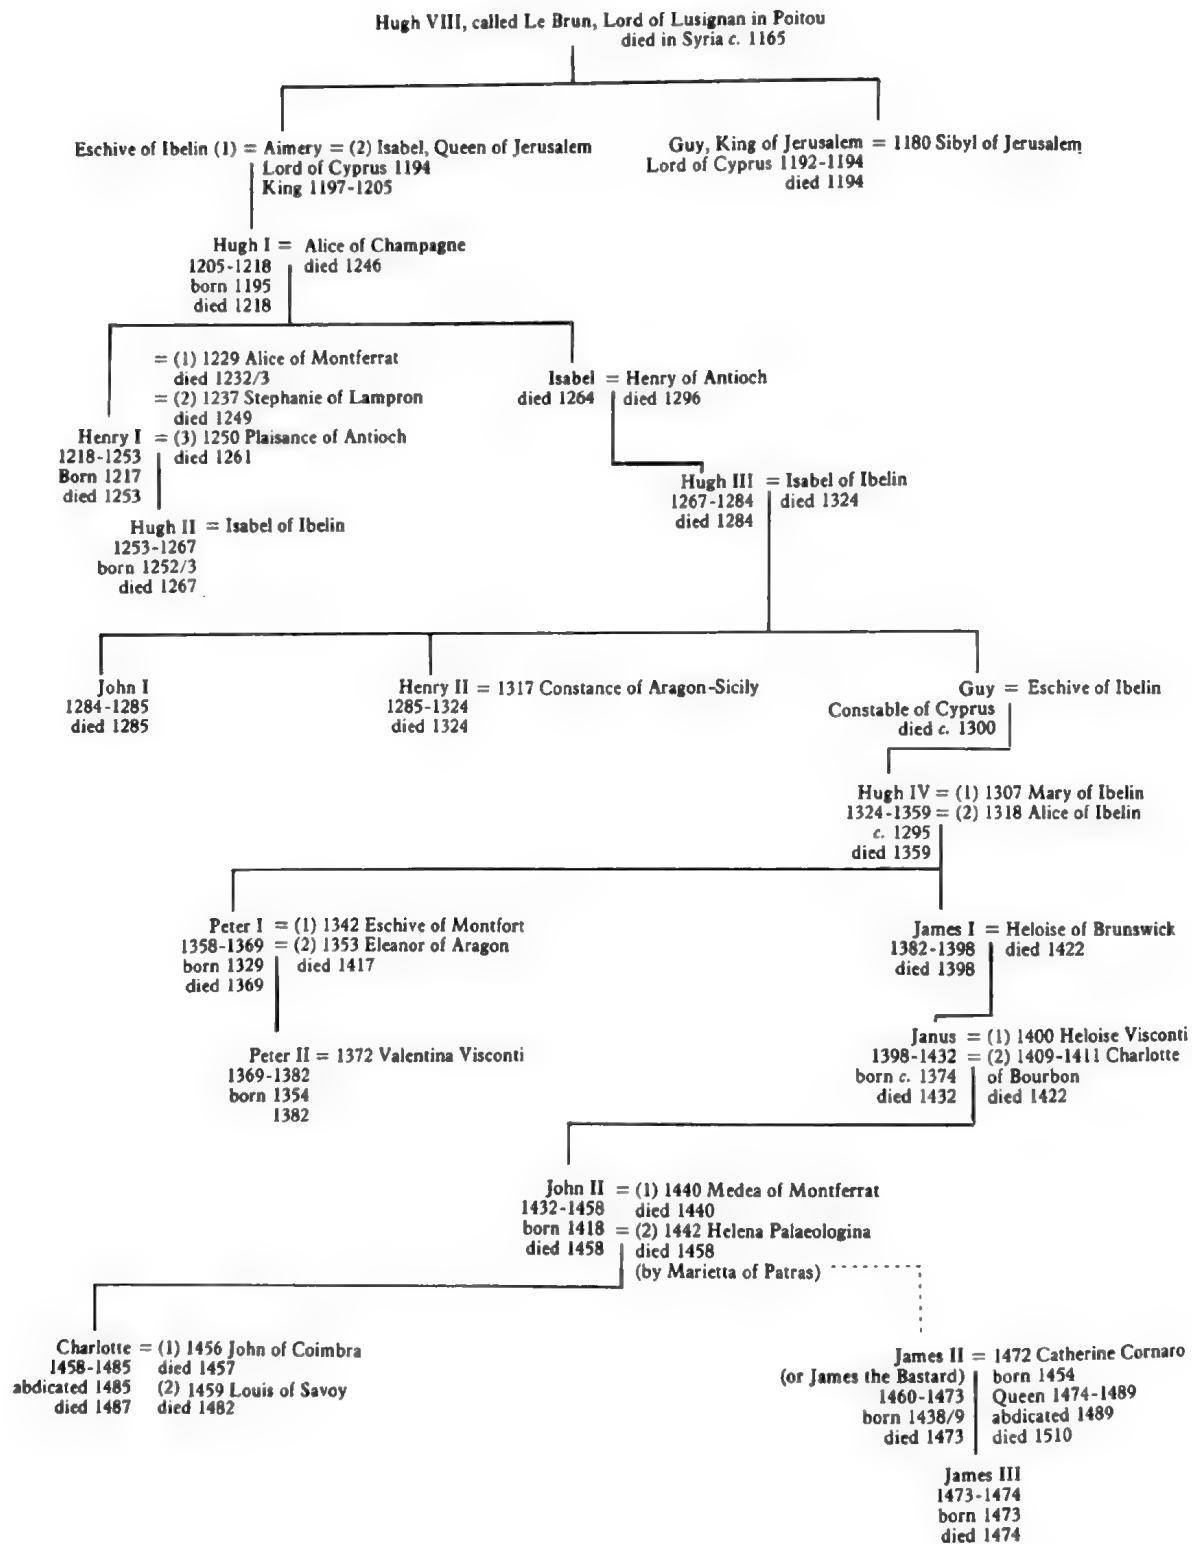 Hugh VIII, called Le Brun, Lord of Lusignan in Poitou
died in Syria c. 1165
Eschive of Ibelin (1) = Aimery = (2) Isabel, Queen of Jerusalem
Lord of Cyprus 1194
King 1197-1205
Guy, King of Jerusalem = 1180 Sibyl of Jerusalem
Lord of Cyprus 1192-1194
died 1194
Hugh I = Alice of Champagne
1205-1218 died 1246
born 1195
died 1218
= (1) 1229 Alice of Montferrat
died 1232/3
= (2) 1237 Stephanie of Lampron
died 1249
Henry I = (3) 1250 Plaisance of Antioch
1218-1253 died 1261
Born 1217
died 1253
Isabel = Henry of Antioch
died 1264 died 1296
Hugh II = Isabel of Ibelin
1253-1267
born 1252/3
died 1267
Hugh III = Isabel of Ibelin
1267-1284 died 1324
died 1284
John I
1284-1285
died 1285
Henry II = 1317 Constance of Aragon-Sicily
1285-1324
died 1324
Guy = Eschive of Ibelin
Constable of Cyprus
died c. 1300
Hugh IV = (1) 1307 Mary of Ibelin
1324-1359 = (2) 1318 Alice of Ibelin
c. 1295
died 1359
Peter I = (1) 1342 Eschive of Montfort
1358-1369 = (2) 1353 Eleanor of Aragon
born 1329 died 1417
died 1369
James I = Heloise of Brunswick
1382-1398 died 1422
died 1398
Peter II = 1372 Valentina Visconti
1369-1382
born 1354
1382
Janus = (1) 1400 Heloise Visconti
1398-1432 = (2) 1409-1411 Charlotte
born c. 1374 of Bourbon
died 1432 died 1422
John II = (1) 1440 Medea of Montferrat
1432-1458 died 1440
born 1418 = (2) 1442 Helena Palaeologina
died 1458 died 1458
(by Marietta of Patras)
Charlotte = (1) 1456 John of Coimbra
1458-1485 died 1457
abdicated 1485 (2) 1459 Louis of Savoy
died 1487 died 1482
James II = 1472 Catherine Cornaro
(or James the Bastard) born 1454
1460-1473 Queen 1474-1489
born 1438/9 abdicated 1489
died 1473 died 1510
James III
1473-1474
born 1473
died 1474